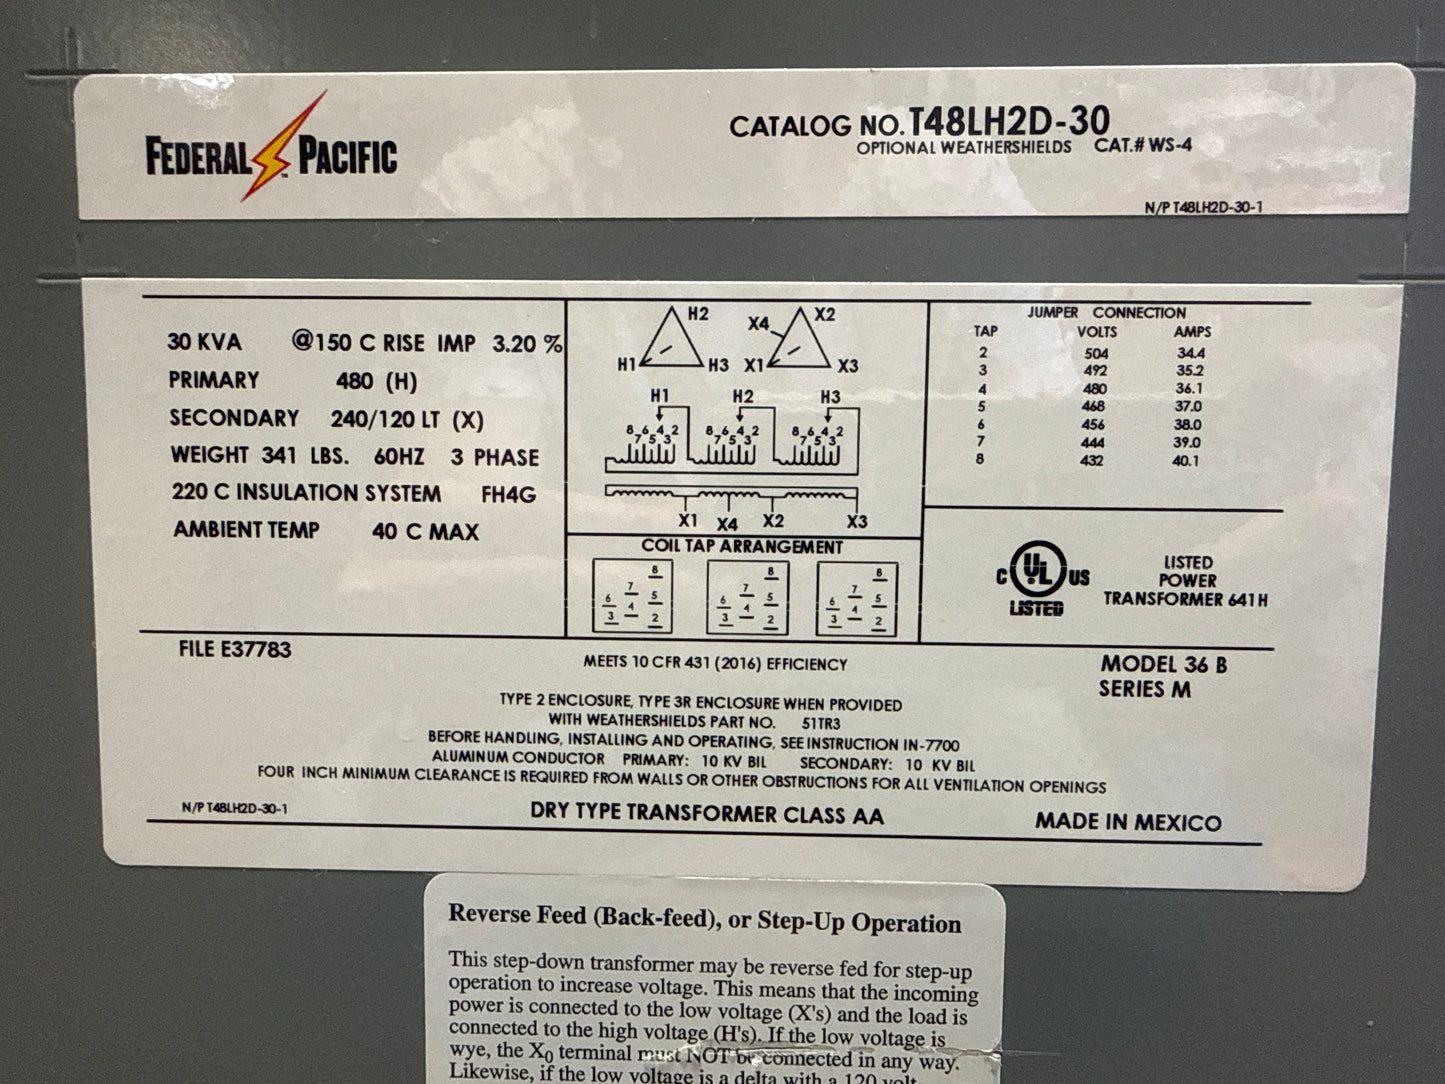 FEDERAL PACIFIC™
CATALOG NO. T48LH2D-30
OPTIONAL WEATHERSHIELDS CAT.# WS-4
N/P T48LH2D-30-1
30 KVA @150 C RISE IMP 3.20 %
PRIMARY 480 (H)
SECONDARY 240/120 LT (X)
WEIGHT 341 LBS. 60HZ 3 PHASE
220 C INSULATION SYSTEM FH4G
AMBIENT TEMP 40 C MAX
H2 X4 X2
H1 H3 X1 X3
H1 H2 H3
8 6 4 2 8 6 4 2 8 6 4 2
7 5 3 7 5 3 7 5 3
X1 X4 X2 X3
COIL TAP ARRANGEMENT
8 8 8
7 7 7
6 5 6 5 6 5
4 4 4
3 2 3 2 3 2
JUMPER CONNECTION
TAP VOLTS AMPS
2 504 34.4
3 492 35.2
4 480 36.1
5 468 37.0
6 456 38.0
7 444 39.0
8 432 40.1
C UL US
LISTED
LISTED
POWER
TRANSFORMER 641H
FILE E37783
MEETS 10 CFR 431 (2016) EFFICIENCY
MODEL 36 B
SERIES M
TYPE 2 ENCLOSURE, TYPE 3R ENCLOSURE WHEN PROVIDED
WITH WEATHERSHIELDS PART NO. 51TR3
BEFORE HANDLING, INSTALLING AND OPERATING, SEE INSTRUCTION IN-7700
ALUMINUM CONDUCTOR PRIMARY: 10 KV BIL SECONDARY: 10 KV BIL
FOUR INCH MINIMUM CLEARANCE IS REQUIRED FROM WALLS OR OTHER OBSTRUCTIONS FOR ALL VENTILATION OPENINGS
N/P T48LH2D-30-1
DRY TYPE TRANSFORMER CLASS AA
MADE IN MEXICO
Reverse Feed (Back-feed), or Step-Up Operation
This step-down transformer may be reverse fed for step-up
operation to increase voltage. This means that the incoming
power is connected to the low voltage (X's) and the load is
connected to the high voltage (H's). If the low voltage is
wye, the X0 terminal must NOT be connected in any way.
Likewise, if the low voltage is a delta with a 120 volt